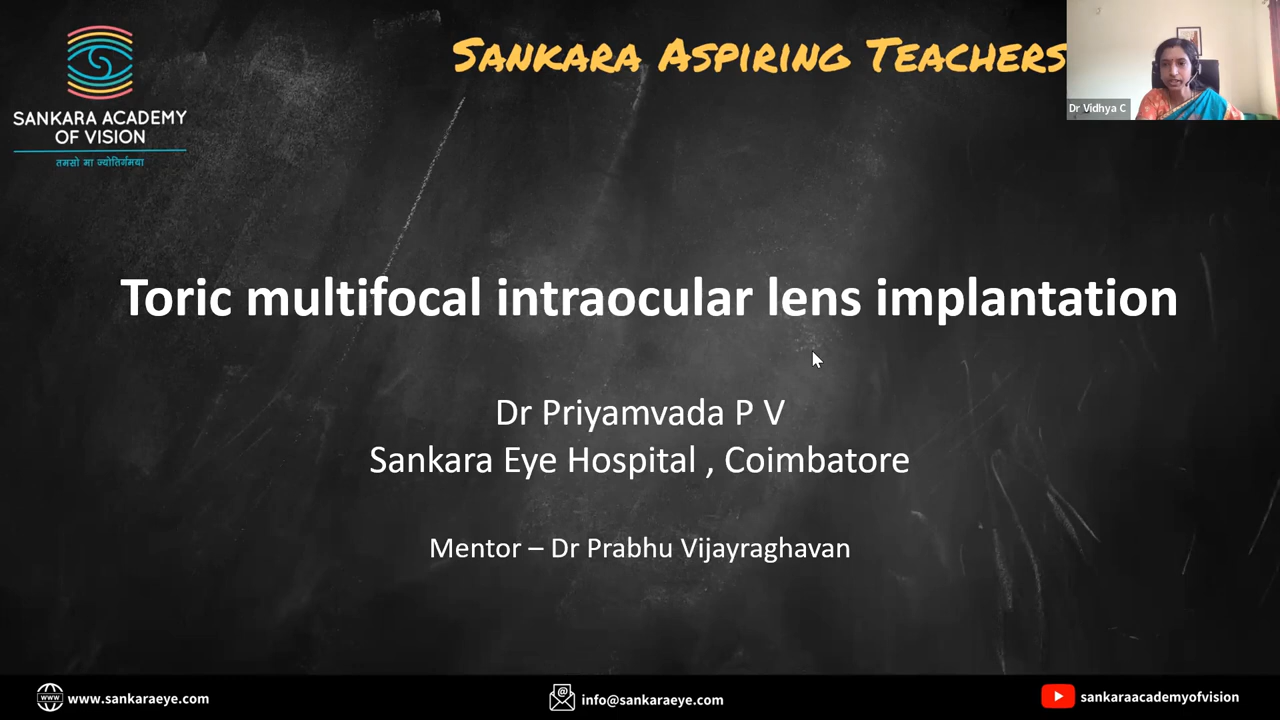 SANKARA ASPIRING TEACHERS
Dr Vidhya C
SANKARA ACADEMY
OF VISION
तमसो मा ज्योतिर्गमया
Toric multifocal intraocular lens implantation
Dr Priyamvada P V
Sankara Eye Hospital , Coimbatore
Mentor – Dr Prabhu Vijayraghavan
www.sankaraeye.com
info@sankaraeye.com
sankaraacademyofvision